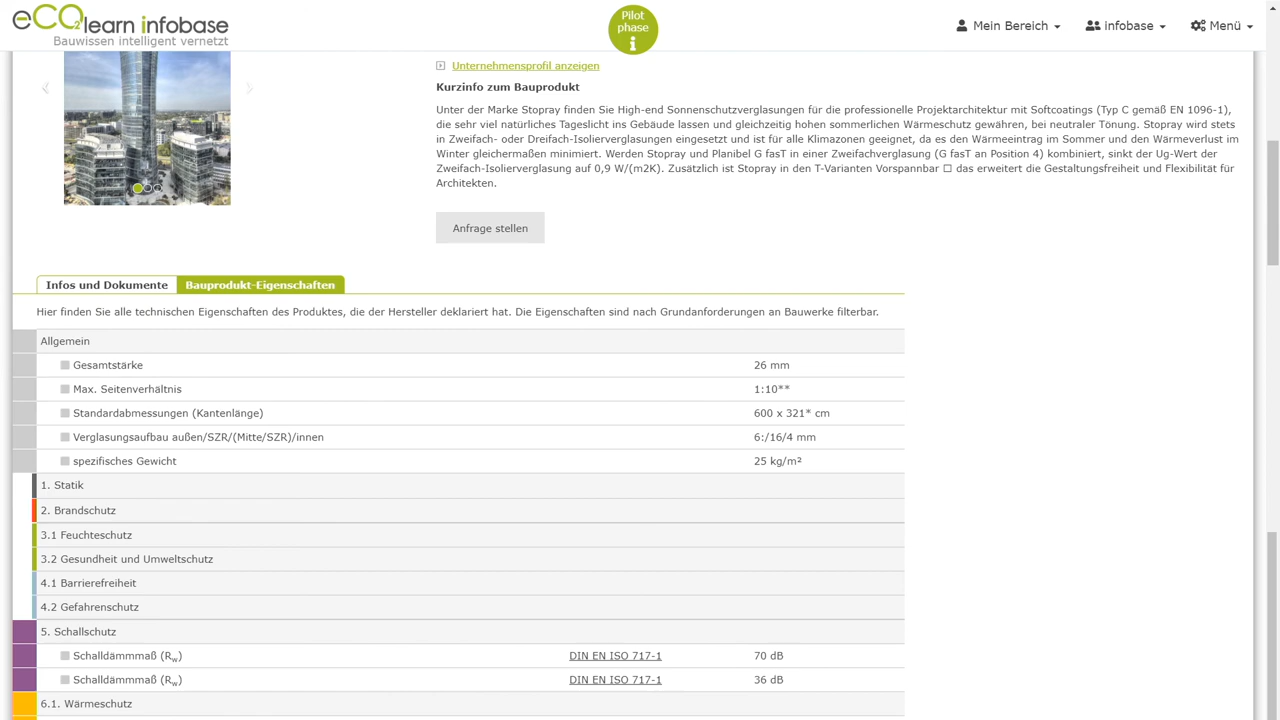 eCO2learn infobase
Bauwissen intelligent vernetzt
Pilot
phase
i
Mein Bereich
infobase
Menü
Unternehmensprofil anzeigen
Kurzinfo zum Bauprodukt
Unter der Marke Stopray finden Sie High-end Sonnenschutzverglasungen für die professionelle Projektarchitektur mit Softcoatings (Typ C gemäß EN 1096-1),
die sehr viel natürliches Tageslicht ins Gebäude lassen und gleichzeitig hohen sommerlichen Wärmeschutz gewähren, bei neutraler Tönung. Stopray wird stets
in Zweifach- oder Dreifach-Isolierverglasungen eingesetzt und ist für alle Klimazonen geeignet, da es den Wärmeeintrag im Sommer und den Wärmeverlust im
Winter gleichermaßen minimiert. Werden Stopray und Planibel G fasT in einer Zweifachverglasung (G fasT an Position 4) kombiniert, sinkt der Ug-Wert der
Zweifach-Isolierverglasung auf 0,9 W/(m2K). Zusätzlich ist Stopray in den T-Varianten Vorspannbar ☐ das erweitert die Gestaltungsfreiheit und Flexibilität für
Architekten.
Anfrage stellen
Infos und Dokumente Bauprodukt-Eigenschaften
Hier finden Sie alle technischen Eigenschaften des Produktes, die der Hersteller deklariert hat. Die Eigenschaften sind nach Grundanforderungen an Bauwerke filterbar.
Allgemein
Gesamtstärke 26 mm
Max. Seitenverhältnis 1:10**
Standardabmessungen (Kantenlänge) 600 x 321* cm
Verglasungsaufbau außen/SZR/(Mitte/SZR)/innen 6:/16/4 mm
spezifisches Gewicht 25 kg/m²
1. Statik
2. Brandschutz
3.1 Feuchteschutz
3.2 Gesundheit und Umweltschutz
4.1 Barrierefreiheit
4.2 Gefahrenschutz
5. Schallschutz
Schalldämmmaß (Rw) DIN EN ISO 717-1 70 dB
Schalldämmmaß (Rw) DIN EN ISO 717-1 36 dB
6.1. Wärmeschutz